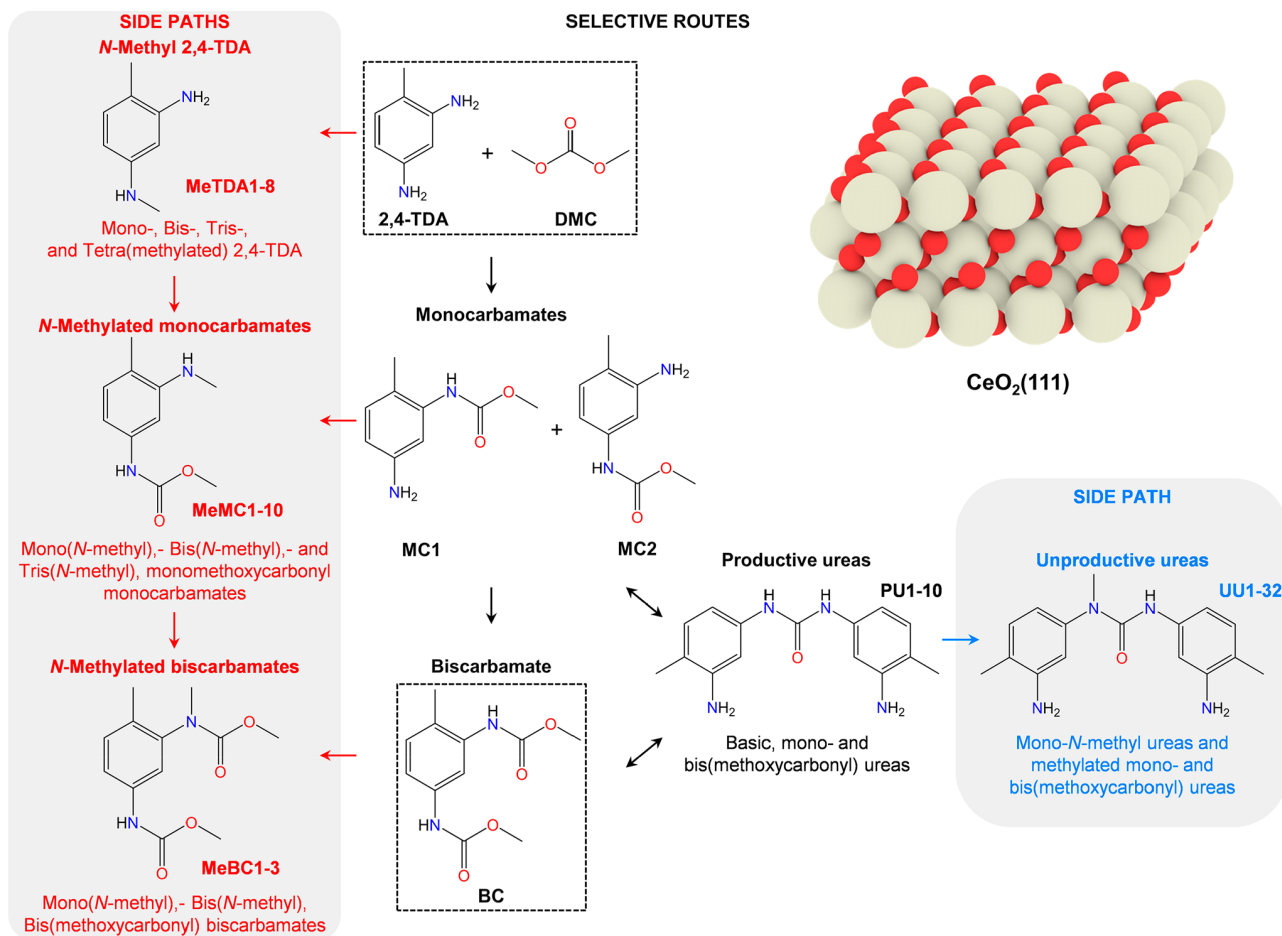 SIDE PATHS
N-Methyl 2,4-TDA
NH2
HN
MeTDA1-8
Mono-, Bis-, Tris-,
and Tetra(methylated) 2,4-TDA
N-Methylated monocarbamates
H
N
HN
O
O
MeMC1-10
Mono(N-methyl),- Bis(N-methyl),- and
Tris(N-methyl), monomethoxycarbonyl
monocarbamates
N-Methylated biscarbamates
N
O
O
HN
O
O
MeBC1-3
Mono(N-methyl),- Bis(N-methyl),
Bis(methoxycarbonyl) biscarbamates
SELECTIVE ROUTES
NH2
NH2
2,4-TDA
+
O
O
O
DMC
Monocarbamates
H
N
O
O
NH2
MC1
+
NH2
HN
O
O
MC2
Biscarbamate
H
N
O
O
HN
O
O
BC
CeO2(111)
Productive ureas
PU1-10
H
N
H
N
O
NH2
NH2
Basic, mono- and
bis(methoxycarbonyl) ureas
SIDE PATH
Unproductive ureas
UU1-32
N
H
N
O
NH2
NH2
Mono-N-methyl ureas and
methylated mono- and
bis(methoxycarbonyl) ureas